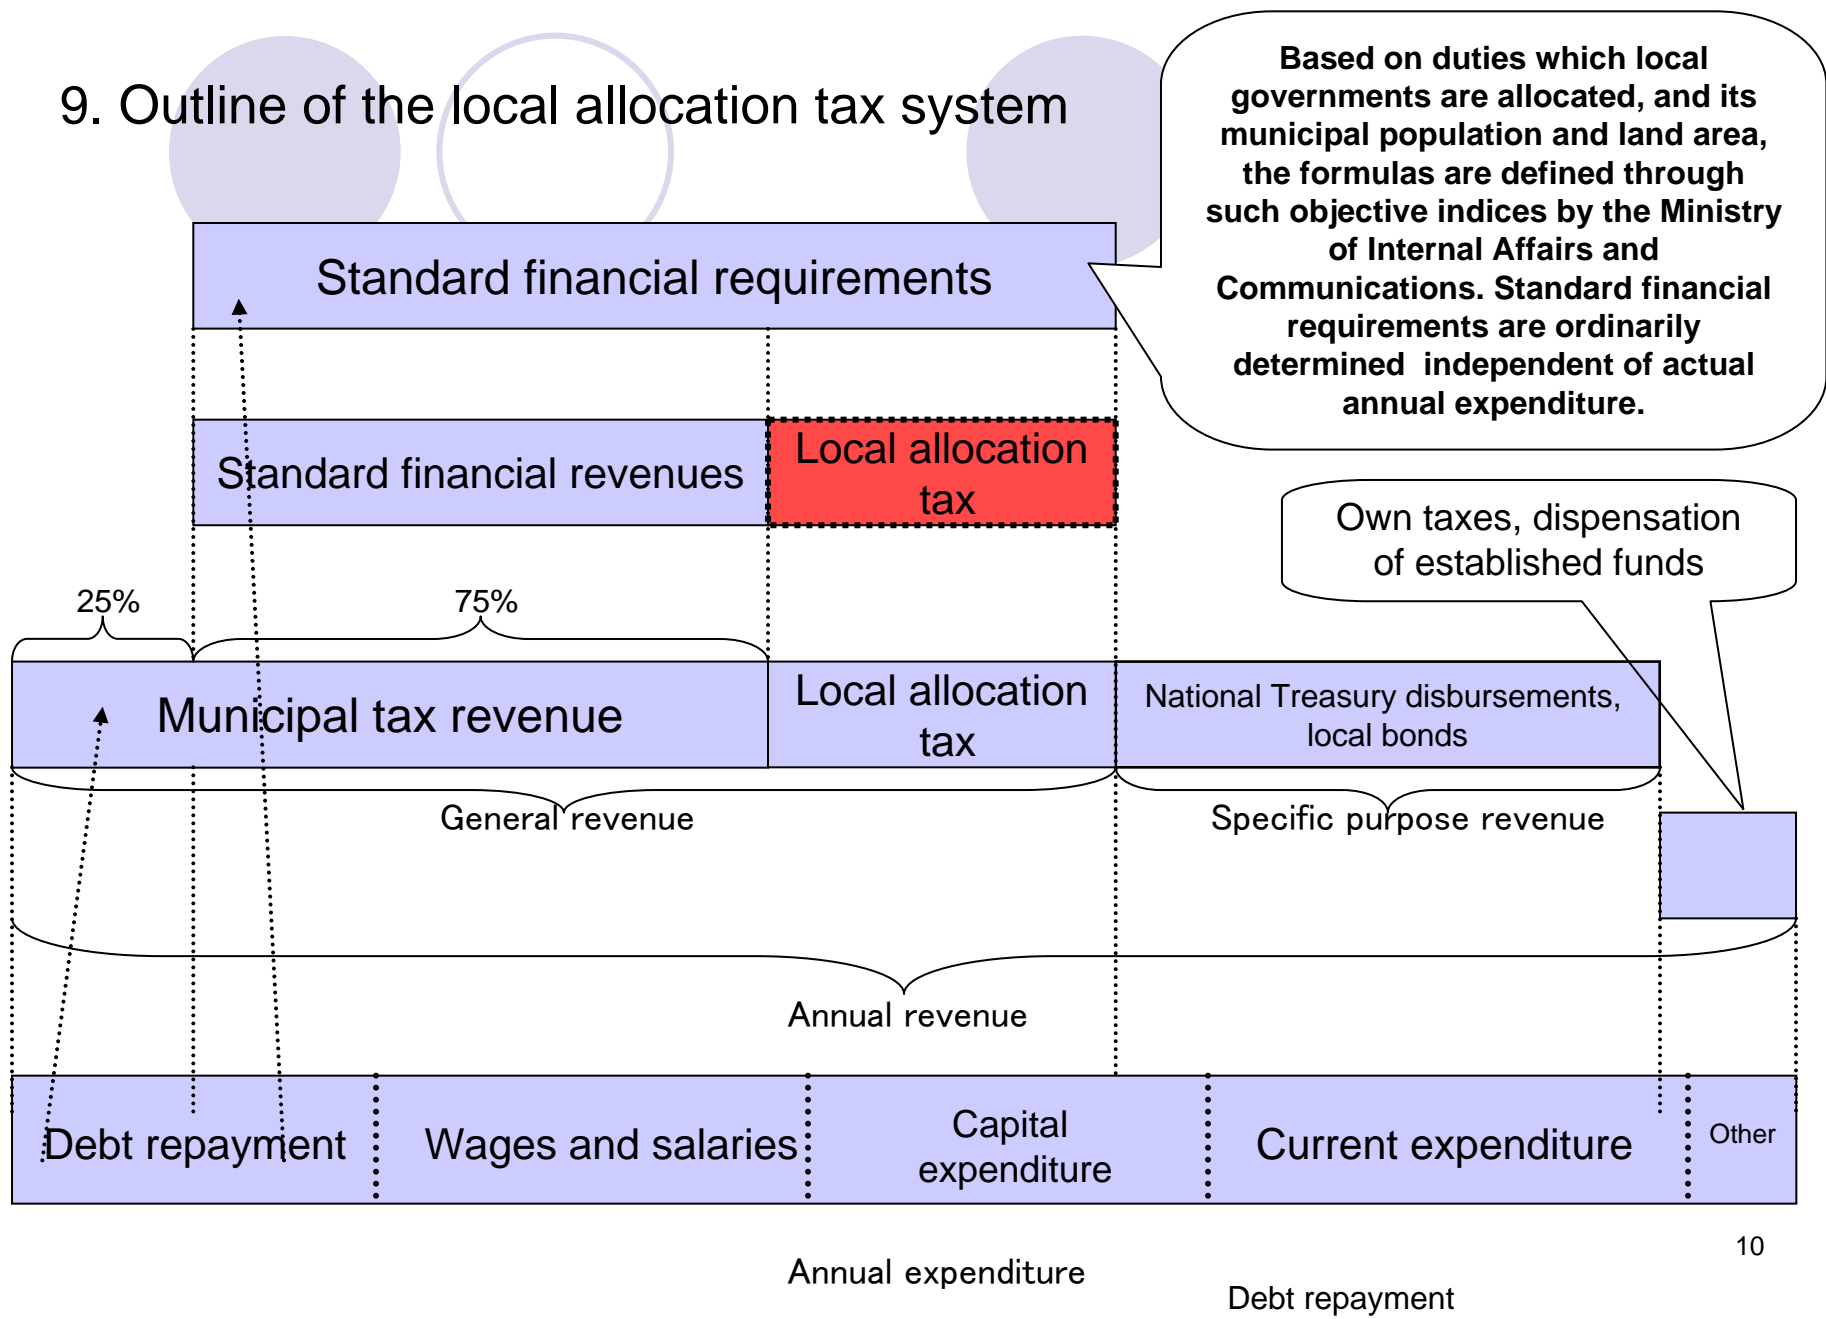 9. Outline of the local allocation tax system
Based on duties which local
governments are allocated, and its
municipal population and land area,
the formulas are defined through
such objective indices by the Ministry
of Internal Affairs and
Communications. Standard financial
requirements are ordinarily
determined  independent of actual
annual expenditure.
Standard financial requirements
Standard financial revenues
Local allocation
tax
Own taxes, dispensation
of established funds
25%
75%
Municipal tax revenue
Local allocation
tax
National Treasury disbursements,
local bonds
General revenue
Specific purpose revenue
Annual revenue
Debt repayment
Wages and salaries
Capital
expenditure
Current expenditure
Other
10
Annual expenditure
Debt repayment